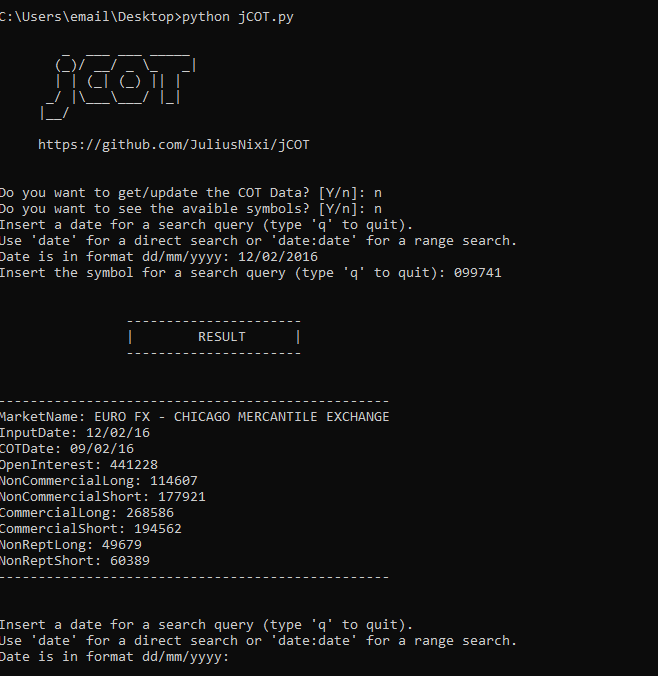 C:\Users\email\Desktop>python jCOT.py
jCOT
https://github.com/JuliusNixi/jCOT
Do you want to get/update the COT Data? [Y/n]: n
Do you want to see the avaible symbols? [Y/n]: n
Insert a date for a search query (type 'q' to quit).
Use 'date' for a direct search or 'date:date' for a range search.
Date is in format dd/mm/yyyy: 12/02/2016
Insert the symbol for a search query (type 'q' to quit): 099741
RESULT
MarketName: EURO FX - CHICAGO MERCANTILE EXCHANGE
InputDate: 12/02/16
COTDate: 09/02/16
OpenInterest: 441228
NonCommercialLong: 114607
NonCommercialShort: 177921
CommercialLong: 268586
CommercialShort: 194562
NonReptLong: 49679
NonReptShort: 60389
Insert a date for a search query (type 'q' to quit).
Use 'date' for a direct search or 'date:date' for a range search.
Date is in format dd/mm/yyyy: